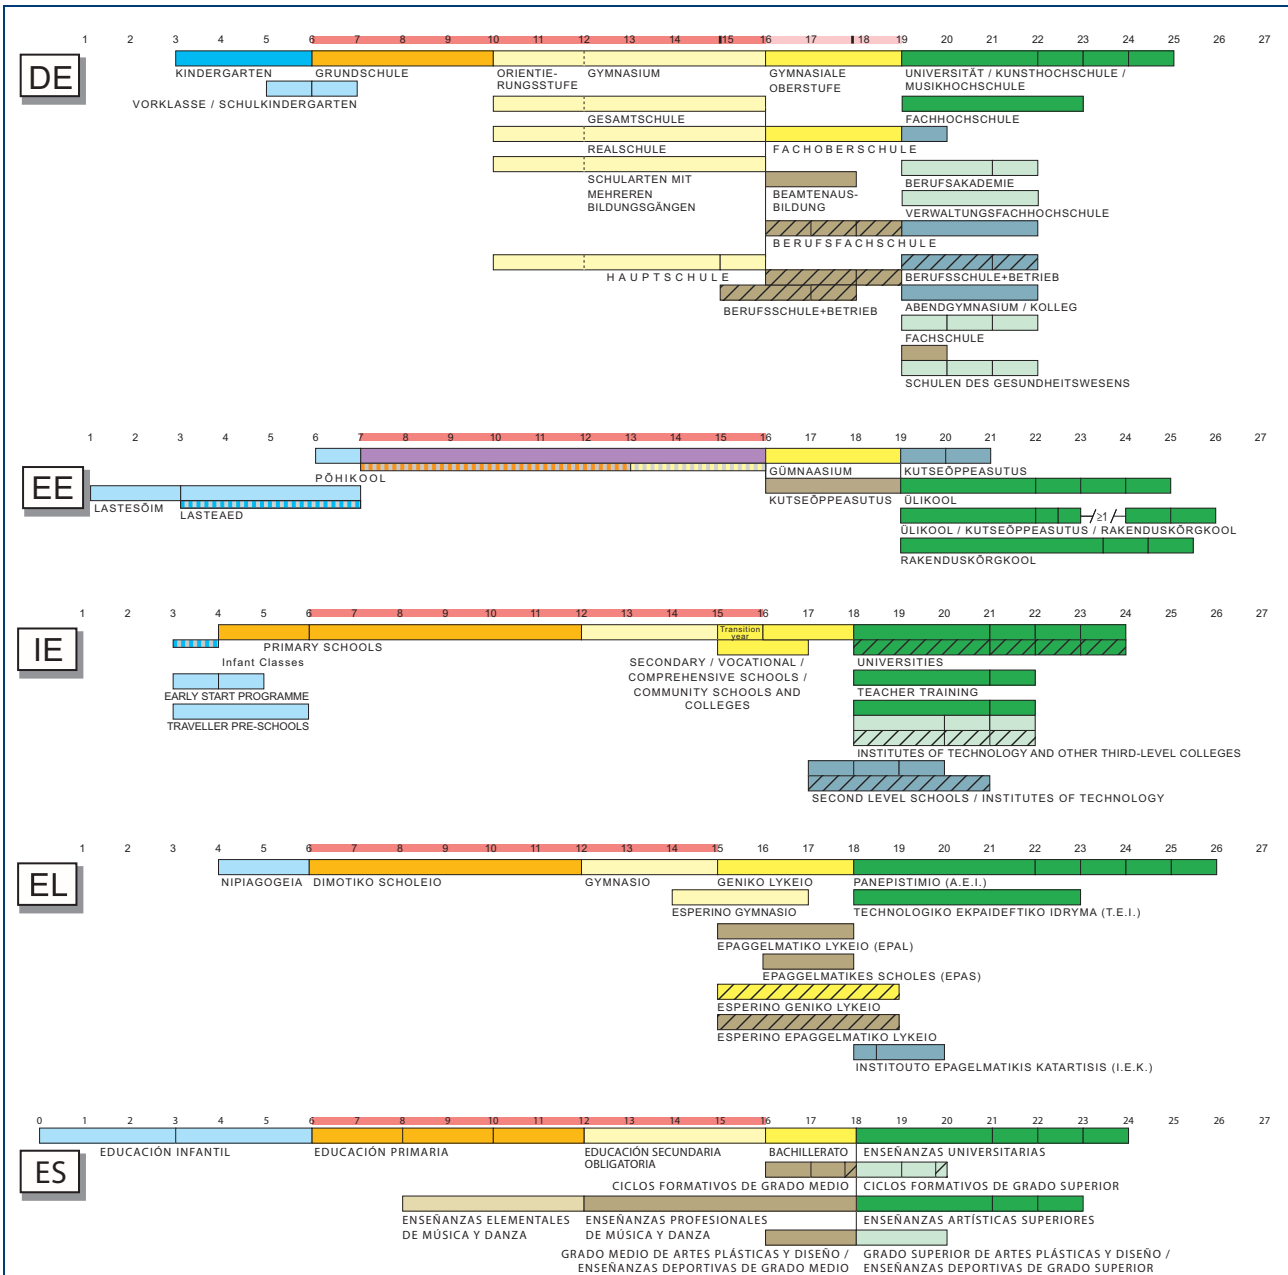 1 2 3 4 5 6 7 8 9 10 11 12 13 14 15 16 17 18 19 20 21 22 23 24 25 26 27
DE
KINDERGARTEN GRUNDSCHULE ORIENTIE- GYMNASIUM GYMNASIALE UNIVERSITÄT / KUNSTHOCHSCHULE /
RUNGSSTUFE OBERSTUFE MUSIKHOCHSCHULE
VORKLASSE / SCHULKINDERGARTEN
GESAMTSCHULE FACHHOCHSCHULE
REALSCHULE FACHOBERSCHULE
SCHULARTEN MIT BERUFSAKADEMIE
MEHREREN BEAMTENAUS-
BILDUNGSGÄNGEN BILDUNG
VERWALTUNGSFACHHOCHSCHULE
BERUFSFACHSCHULE
HAUPTSCHULE BERUFSSCHULE+BETRIEB
BERUFSSCHULE+BETRIEB ABENDGYMNASIUM / KOLLEG
FACHSCHULE
SCHULEN DES GESUNDHEITSWESENS
1 2 3 4 5 6 7 8 9 10 11 12 13 14 15 16 17 18 19 20 21 22 23 24 25 26 27
EE
PÕHIKOOL GÜMNAASIUM KUTSEÕPPEASUTUS
LASTESÕIM LASTEAED KUTSEÕPPEASUTUS ÜLIKOOL
≥1
ÜLIKOOL / KUTSEÕPPEASUTUS / RAKENDUSKÕRGKOOL
RAKENDUSKÕRGKOOL
1 2 3 4 5 6 7 8 9 10 11 12 13 14 15 16 17 18 19 20 21 22 23 24 25 26 27
IE
Transition
year
PRIMARY SCHOOLS
Infant Classes SECONDARY / VOCATIONAL / UNIVERSITIES
COMPREHENSIVE SCHOOLS /
EARLY START PROGRAMME COMMUNITY SCHOOLS AND TEACHER TRAINING
COLLEGES
TRAVELLER PRE-SCHOOLS
INSTITUTES OF TECHNOLOGY AND OTHER THIRD-LEVEL COLLEGES
SECOND LEVEL SCHOOLS / INSTITUTES OF TECHNOLOGY
1 2 3 4 5 6 7 8 9 10 11 12 13 14 15 16 17 18 19 20 21 22 23 24 25 26 27
EL
NIPIAGOGEIA DIMOTIKO SCHOLEIO GYMNASIO GENIKO LYKEIO PANEPISTIMIO (A.E.I.)
ESPERINO GYMNASIO TECHNOLOGIKO EKPAIDEFTIKO IDRYMA (T.E.I.)
EPAGGELMATIKO LYKEIO (EPAL)
EPAGGELMATIKES SCHOLES (EPAS)
ESPERINO GENIKO LYKEIO
ESPERINO EPAGGELMATIKO LYKEIO
INSTITOUTO EPAGELMATIKIS KATARTISIS (I.E.K.)
0 1 2 3 4 5 6 7 8 9 10 11 12 13 14 15 16 17 18 19 20 21 22 23 24 25 26 27
ES
EDUCACIÓN INFANTIL EDUCACIÓN PRIMARIA EDUCACIÓN SECUNDARIA BACHILLERATO ENSEÑANZAS UNIVERSITARIAS
OBLIGATORIA
CICLOS FORMATIVOS DE GRADO MEDIO CICLOS FORMATIVOS DE GRADO SUPERIOR
ENSEÑANZAS ELEMENTALES ENSEÑANZAS PROFESIONALES ENSEÑANZAS ARTÍSTICAS SUPERIORES
DE MÚSICA Y DANZA DE MÚSICA Y DANZA
GRADO MEDIO DE ARTES PLÁSTICAS Y DISEÑO / GRADO SUPERIOR DE ARTES PLÁSTICAS Y DISEÑO /
ENSEÑANZAS DEPORTIVAS DE GRADO MEDIO ENSEÑANZAS DEPORTIVAS DE GRADO SUPERIOR